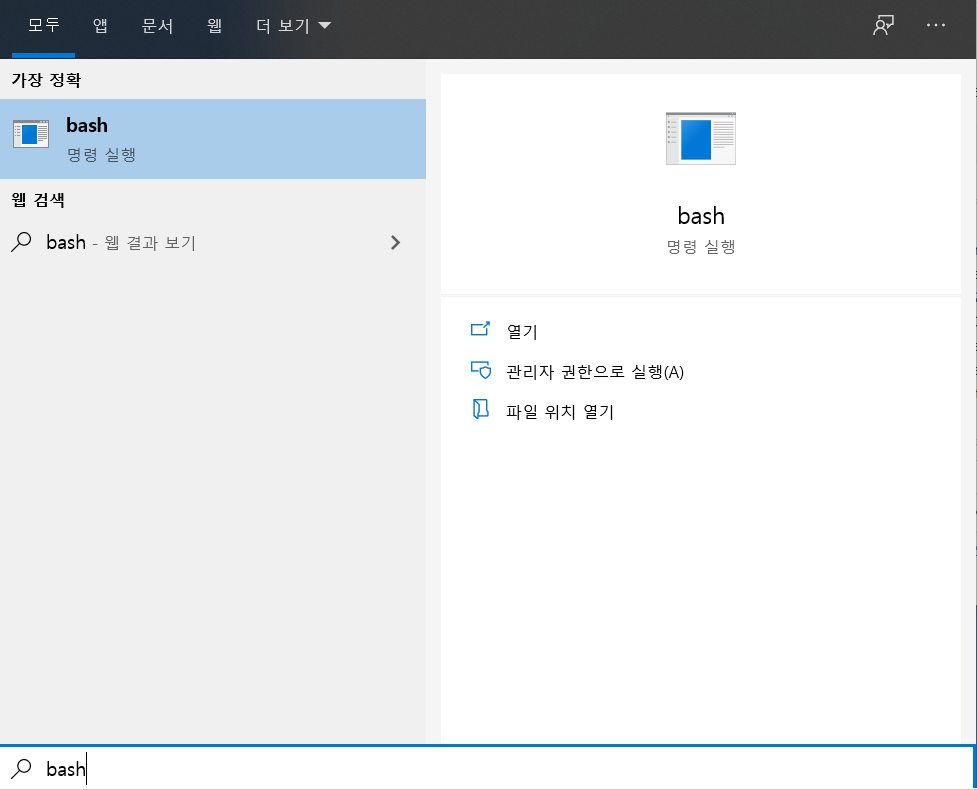 모두 앱 문서 웹 더 보기
가장 정확
bash
명령 실행
웹 검색
bash - 웹 결과 보기
bash
명령 실행
열기
관리자 권한으로 실행(A)
파일 위치 열기
bash